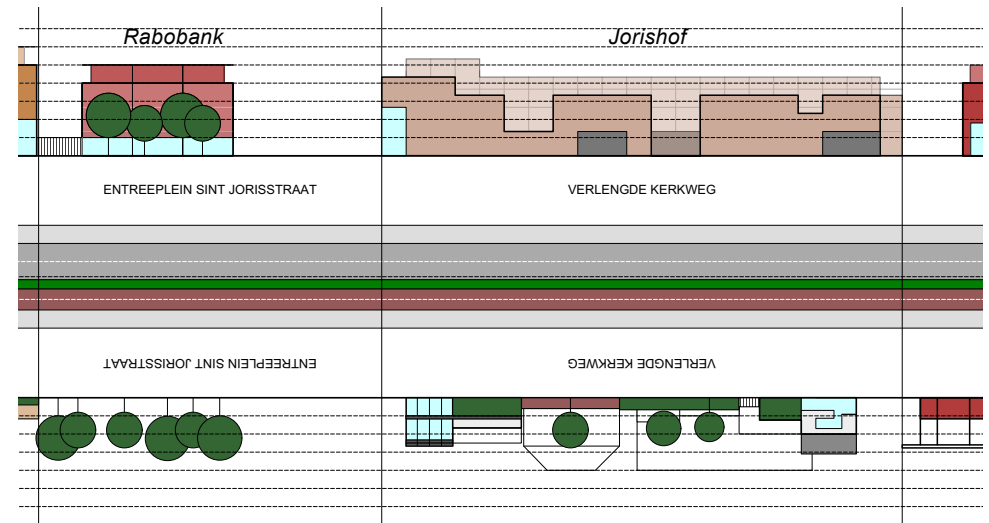 Rabobank
Jorishof
ENTREEPLEIN SINT JORISSTRAAT
VERLENGDE KERKWEG
ENTREEPLEIN SINT JORISSTRAAT
VERLENGDE KERKWEG